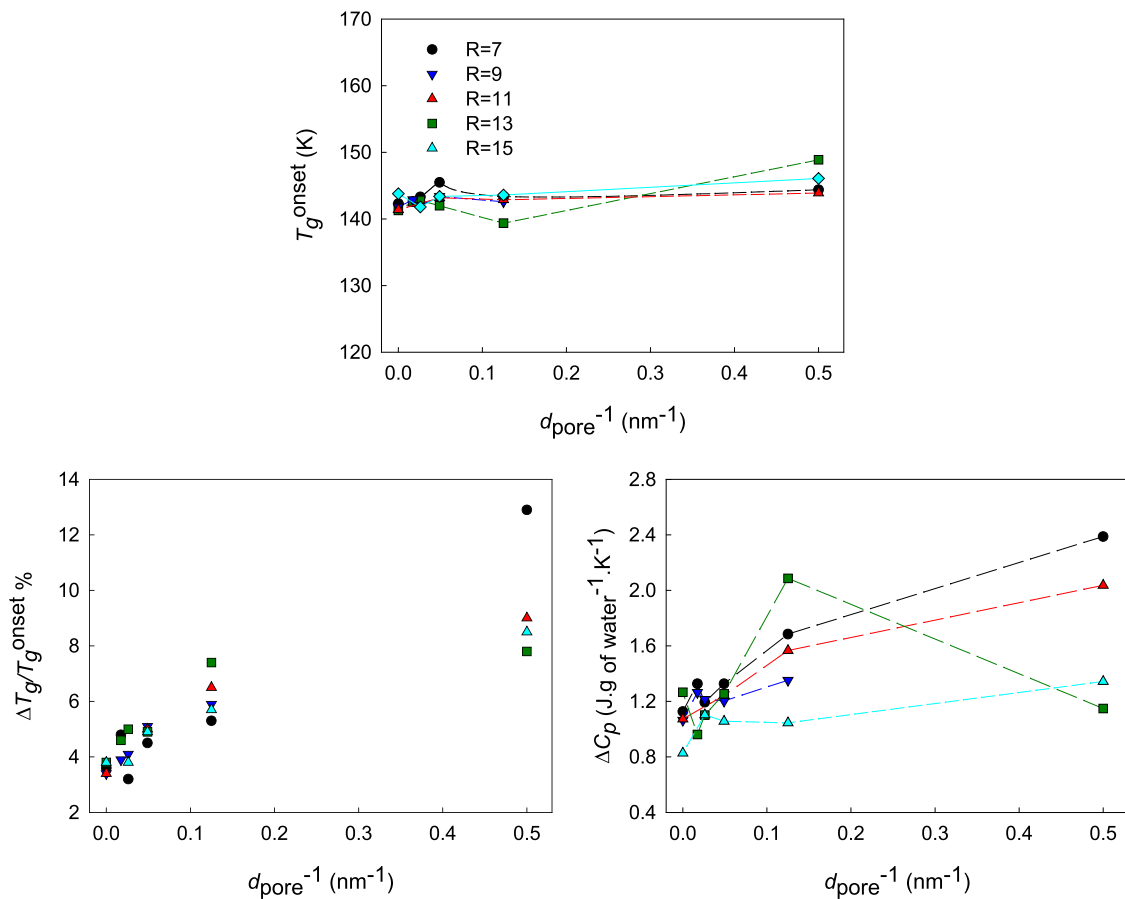 170
160
150
140
130
120
Tg onset (K)
R=7
R=9
R=11
R=13
R=15
0.0 0.1 0.2 0.3 0.4 0.5
dpore-1 (nm-1)
14
12
10
8
6
4
2
ΔTg/Tg onset %
0.0 0.1 0.2 0.3 0.4 0.5
dpore-1 (nm-1)
2.8
2.4
2.0
1.6
1.2
0.8
0.4
ΔCp (J.g of water-1.K-1)
0.0 0.1 0.2 0.3 0.4 0.5
dpore-1 (nm-1)